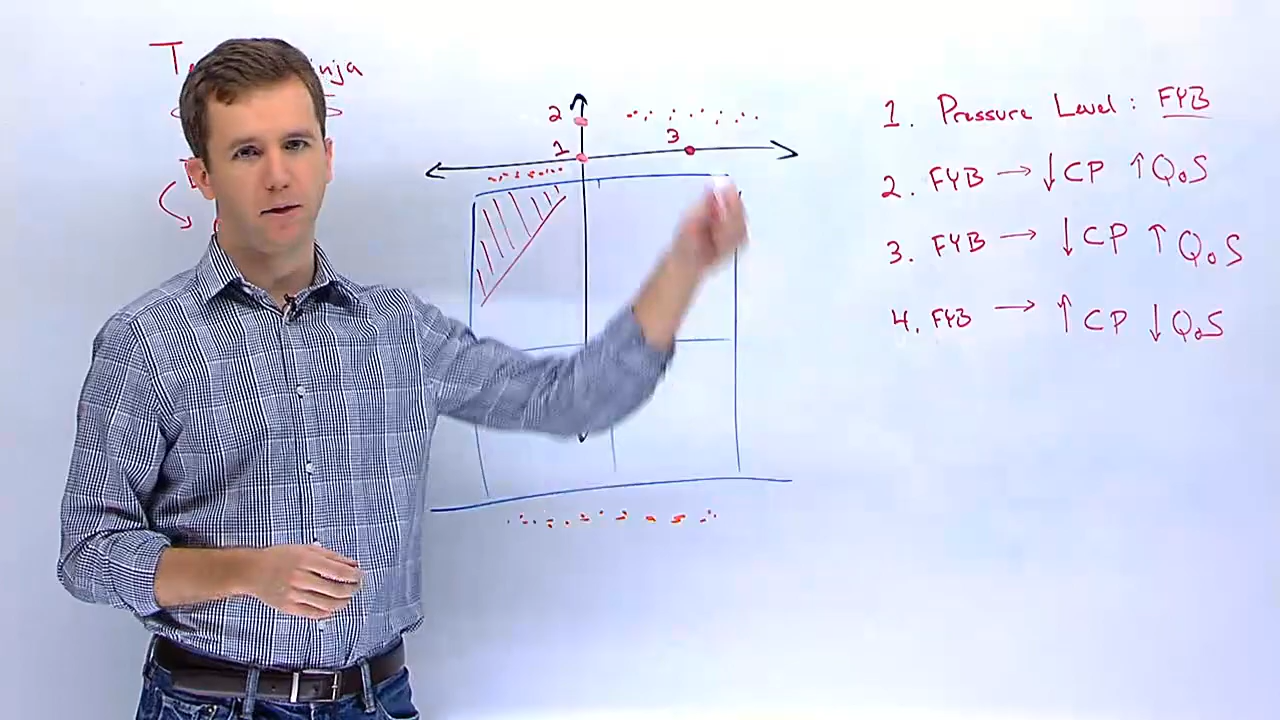 2
1
3
1. Pressure Level: FYB
2. FYB → ↓ CP ↑ QoS
3. FYB → ↓ CP ↑ QoS
4. FYB → ↑ CP ↓ QoS